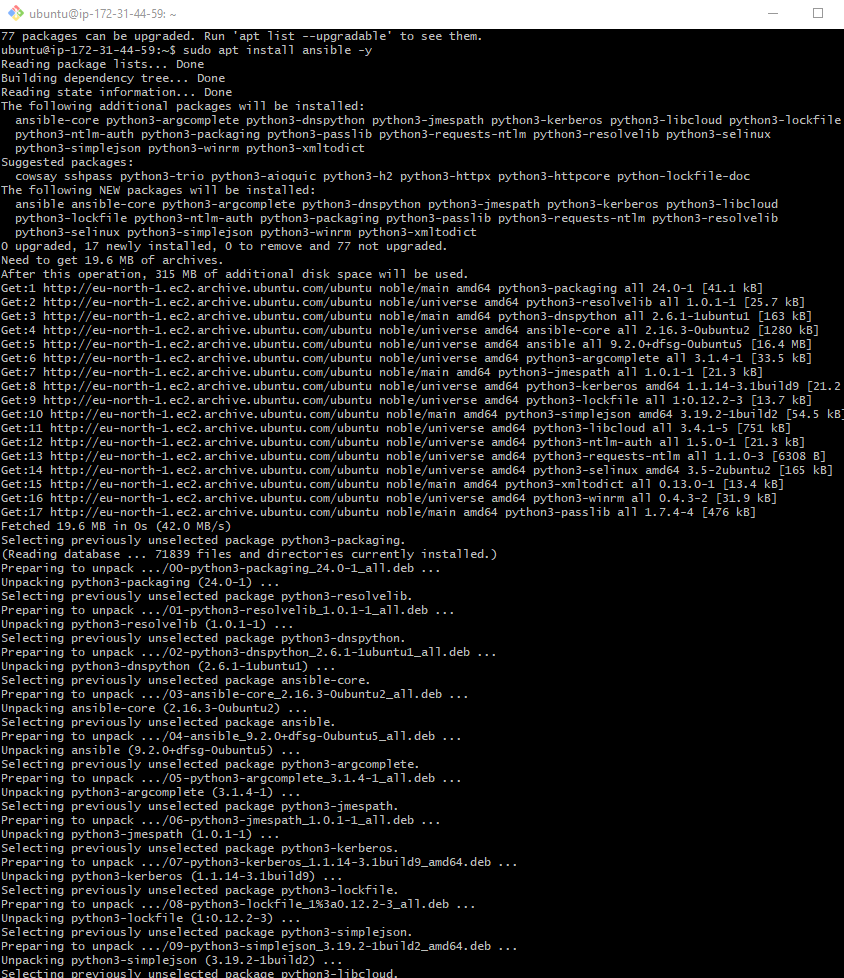 ubuntu@ip-172-31-44-59: ~
77 packages can be upgraded. Run 'apt list --upgradable' to see them.
ubuntu@ip-172-31-44-59:~$ sudo apt install ansible -y
Reading package lists... Done
Building dependency tree... Done
Reading state information... Done
The following additional packages will be installed:
  ansible-core python3-argcomplete python3-dnspython python3-jmespath python3-kerberos python3-libcloud python3-lockfile
  python3-ntlm-auth python3-packaging python3-passlib python3-requests-ntlm python3-resolvelib python3-selinux
  python3-simplejson python3-winrm python3-xmltodict
Suggested packages:
  cowsay sshpass python3-trio python3-aioquic python3-h2 python3-httpx python3-httpcore python-lockfile-doc
The following NEW packages will be installed:
  ansible ansible-core python3-argcomplete python3-dnspython python3-jmespath python3-kerberos python3-libcloud
  python3-lockfile python3-ntlm-auth python3-packaging python3-passlib python3-requests-ntlm python3-resolvelib
  python3-selinux python3-simplejson python3-winrm python3-xmltodict
0 upgraded, 17 newly installed, 0 to remove and 77 not upgraded.
Need to get 19.6 MB of archives.
After this operation, 315 MB of additional disk space will be used.
Get:1 http://eu-north-1.ec2.archive.ubuntu.com/ubuntu noble/main amd64 python3-packaging all 24.0-1 [41.1 kB]
Get:2 http://eu-north-1.ec2.archive.ubuntu.com/ubuntu noble/universe amd64 python3-resolvelib all 1.0.1-1 [25.7 kB]
Get:3 http://eu-north-1.ec2.archive.ubuntu.com/ubuntu noble/main amd64 python3-dnspython all 2.6.1-1ubuntu1 [163 kB]
Get:4 http://eu-north-1.ec2.archive.ubuntu.com/ubuntu noble/universe amd64 ansible-core all 2.16.3-0ubuntu2 [1280 kB]
Get:5 http://eu-north-1.ec2.archive.ubuntu.com/ubuntu noble/universe amd64 ansible all 9.2.0+dfsg-0ubuntu5 [16.4 MB]
Get:6 http://eu-north-1.ec2.archive.ubuntu.com/ubuntu noble/universe amd64 python3-argcomplete all 3.1.4-1 [33.5 kB]
Get:7 http://eu-north-1.ec2.archive.ubuntu.com/ubuntu noble/main amd64 python3-jmespath all 1.0.1-1 [21.3 kB]
Get:8 http://eu-north-1.ec2.archive.ubuntu.com/ubuntu noble/universe amd64 python3-kerberos amd64 1.1.14-3.1build9 [21.2
Get:9 http://eu-north-1.ec2.archive.ubuntu.com/ubuntu noble/universe amd64 python3-lockfile all 1:0.12.2-3 [13.7 kB]
Get:10 http://eu-north-1.ec2.archive.ubuntu.com/ubuntu noble/main amd64 python3-simplejson amd64 3.19.2-1build2 [54.5 kB]
Get:11 http://eu-north-1.ec2.archive.ubuntu.com/ubuntu noble/universe amd64 python3-libcloud all 3.4.1-5 [751 kB]
Get:12 http://eu-north-1.ec2.archive.ubuntu.com/ubuntu noble/universe amd64 python3-ntlm-auth all 1.5.0-1 [21.3 kB]
Get:13 http://eu-north-1.ec2.archive.ubuntu.com/ubuntu noble/universe amd64 python3-requests-ntlm all 1.1.0-3 [6308 B]
Get:14 http://eu-north-1.ec2.archive.ubuntu.com/ubuntu noble/universe amd64 python3-selinux amd64 3.5-2ubuntu2 [165 kB]
Get:15 http://eu-north-1.ec2.archive.ubuntu.com/ubuntu noble/main amd64 python3-xmltodict all 0.13.0-1 [13.4 kB]
Get:16 http://eu-north-1.ec2.archive.ubuntu.com/ubuntu noble/universe amd64 python3-winrm all 0.4.3-2 [31.9 kB]
Get:17 http://eu-north-1.ec2.archive.ubuntu.com/ubuntu noble/main amd64 python3-passlib all 1.7.4-4 [476 kB]
Fetched 19.6 MB in 0s (42.0 MB/s)
Selecting previously unselected package python3-packaging.
(Reading database ... 71839 files and directories currently installed.)
Preparing to unpack .../00-python3-packaging_24.0-1_all.deb ...
Unpacking python3-packaging (24.0-1) ...
Selecting previously unselected package python3-resolvelib.
Preparing to unpack .../01-python3-resolvelib_1.0.1-1_all.deb ...
Unpacking python3-resolvelib (1.0.1-1) ...
Selecting previously unselected package python3-dnspython.
Preparing to unpack .../02-python3-dnspython_2.6.1-1ubuntu1_all.deb ...
Unpacking python3-dnspython (2.6.1-1ubuntu1) ...
Selecting previously unselected package ansible-core.
Preparing to unpack .../03-ansible-core_2.16.3-0ubuntu2_all.deb ...
Unpacking ansible-core (2.16.3-0ubuntu2) ...
Selecting previously unselected package ansible.
Preparing to unpack .../04-ansible_9.2.0+dfsg-0ubuntu5_all.deb ...
Unpacking ansible (9.2.0+dfsg-0ubuntu5) ...
Selecting previously unselected package python3-argcomplete.
Preparing to unpack .../05-python3-argcomplete_3.1.4-1_all.deb ...
Unpacking python3-argcomplete (3.1.4-1) ...
Selecting previously unselected package python3-jmespath.
Preparing to unpack .../06-python3-jmespath_1.0.1-1_all.deb ...
Unpacking python3-jmespath (1.0.1-1) ...
Selecting previously unselected package python3-kerberos.
Preparing to unpack .../07-python3-kerberos_1.1.14-3.1build9_amd64.deb ...
Unpacking python3-kerberos (1.1.14-3.1build9) ...
Selecting previously unselected package python3-lockfile.
Preparing to unpack .../08-python3-lockfile_1%3a0.12.2-3_all.deb ...
Unpacking python3-lockfile (1:0.12.2-3) ...
Selecting previously unselected package python3-simplejson.
Preparing to unpack .../09-python3-simplejson_3.19.2-1build2_amd64.deb ...
Unpacking python3-simplejson (3.19.2-1build2) ...
Selecting previously unselected package python3-libcloud.